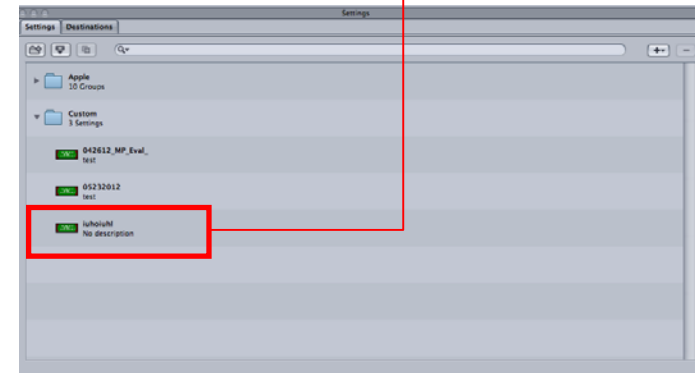 Settings
Settings Destinations
Apple
10 Groups
Custom
3 Settings
042612_MP_Eval_
test
05232012
test
iuhoiuhl
No description